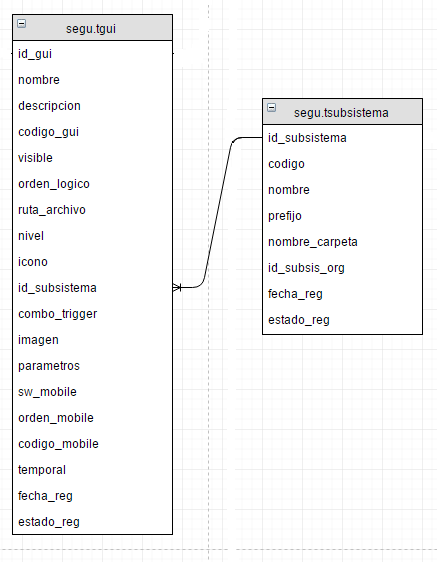 segu.tgui
id_gui
nombre
descripcion
codigo_gui
visible
orden_logico
ruta_archivo
nivel
icono
id_subsistema
combo_trigger
imagen
parametros
sw_mobile
orden_mobile
codigo_mobile
temporal
fecha_reg
estado_reg
segu.tsubsistema
id_subsistema
codigo
nombre
prefijo
nombre_carpeta
id_subsis_org
fecha_reg
estado_reg